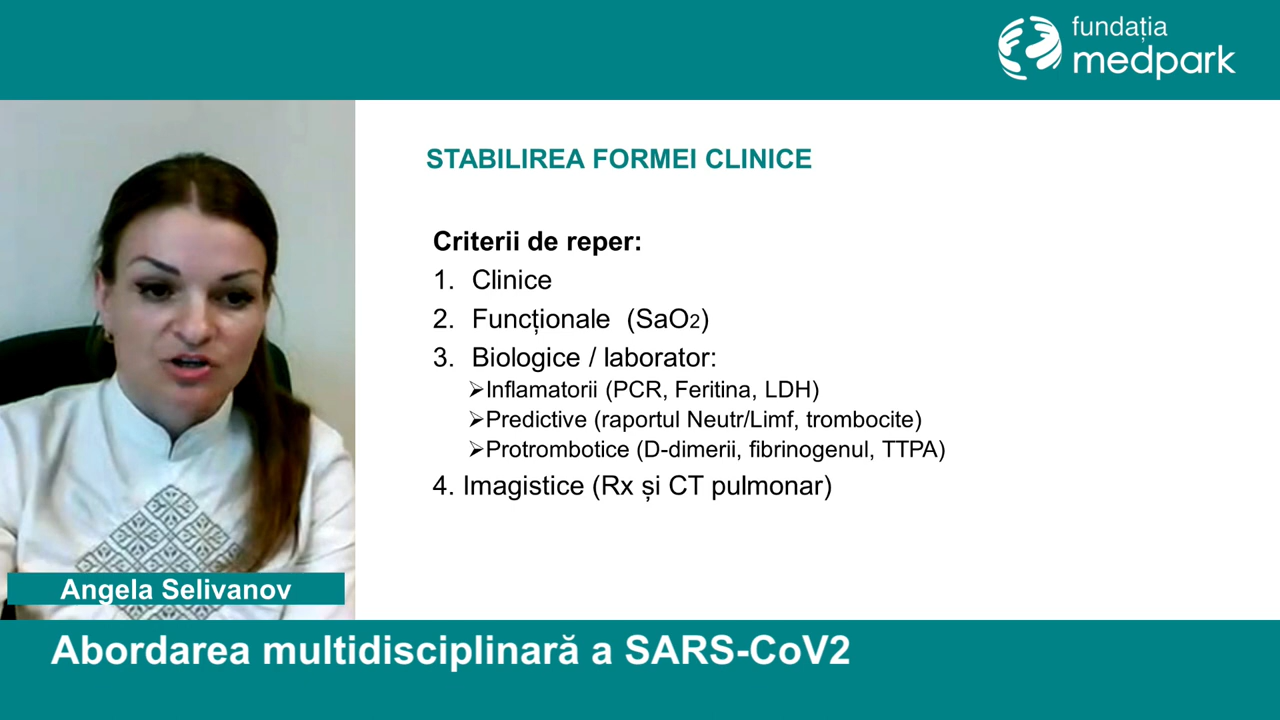 fundația
medpark
STABILIREA FORMEI CLINICE
Criterii de reper:
1. Clinice
2. Funcționale (SaO2)
3. Biologice / laborator:
➢Inflamatorii (PCR, Feritina, LDH)
➢Predictive (raportul Neutr/Limf, trombocite)
➢Protrombotice (D-dimerii, fibrinogenul, TTPA)
4. Imagistice (Rx și CT pulmonar)
Angela Selivanov
Abordarea multidisciplinară a SARS-CoV2